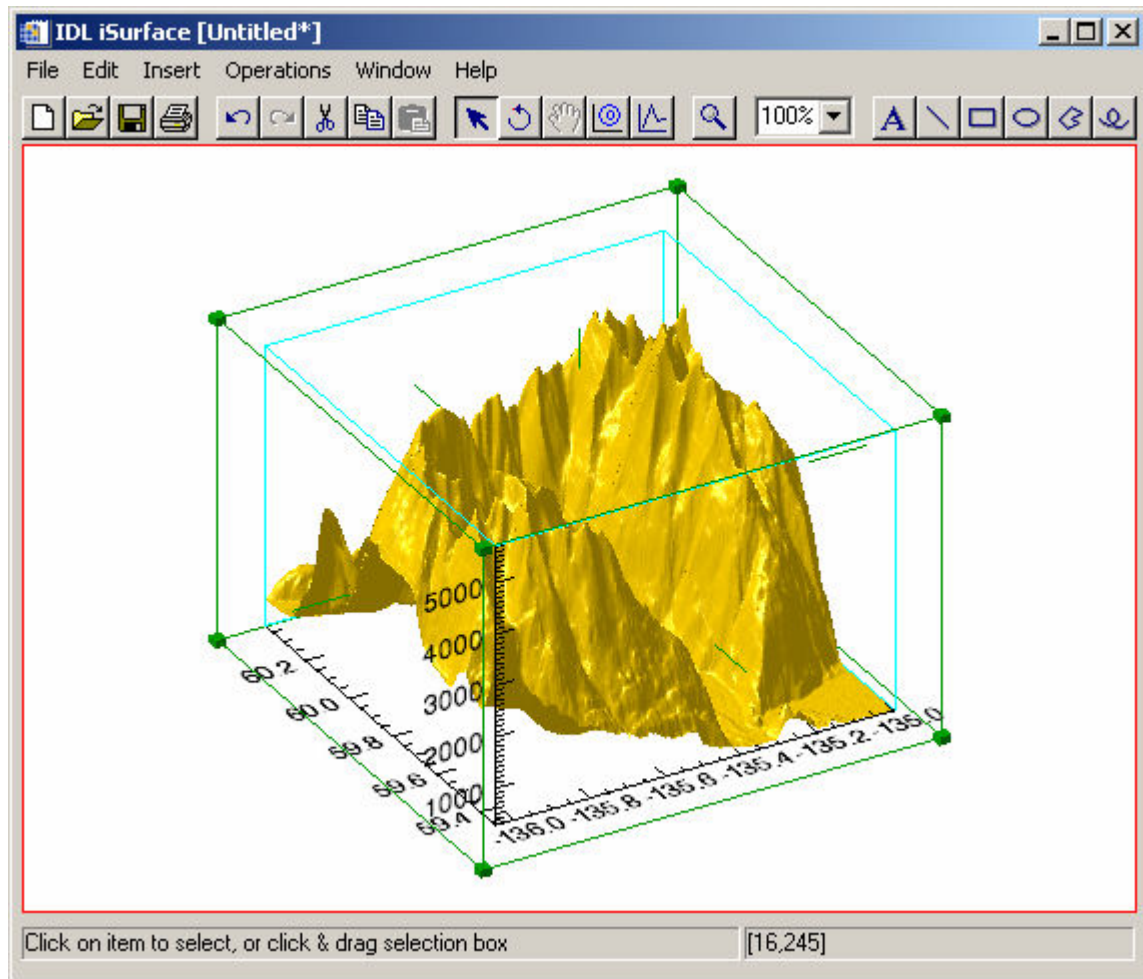 IDL iSurface [Untitled*]
File Edit Insert Operations Window Help
100%
A
5000
4000
3000
2000
1000
60.2
60.0
59.8
59.6
59.4
-136.0 -135.8 -135.6 -135.4 -135.2 -135.0
Click on item to select, or click & drag selection box
[16,245]